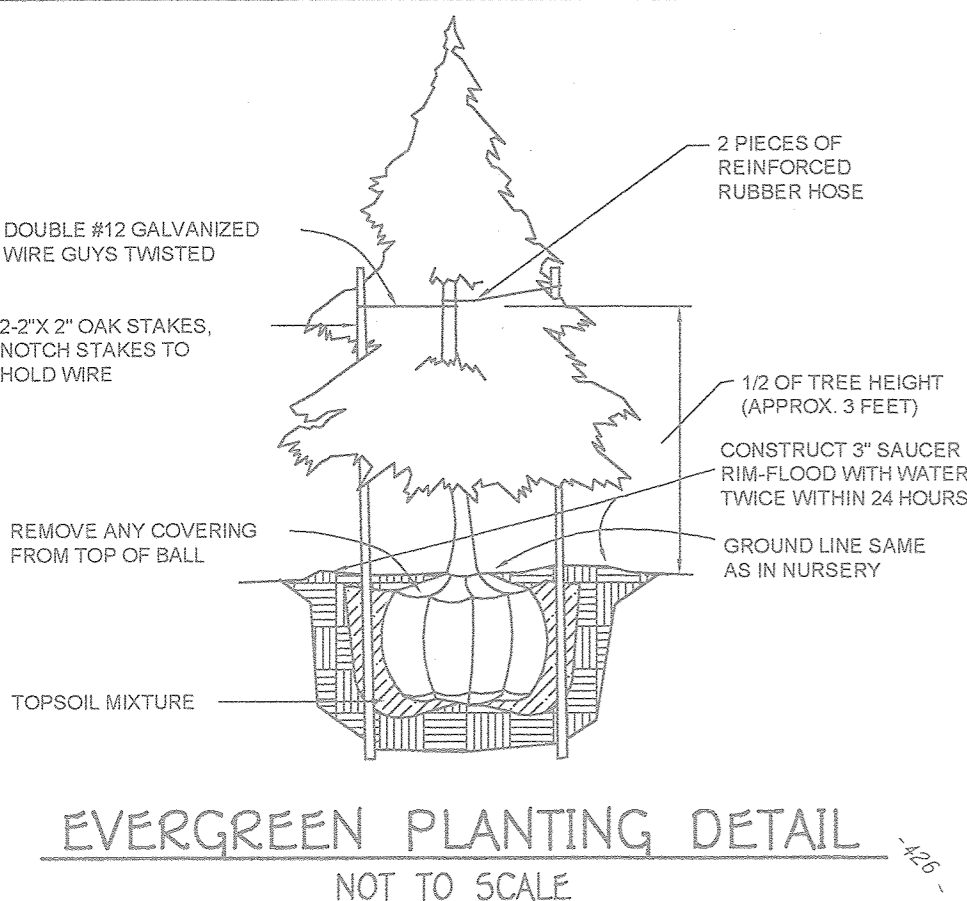 2 PIECES OF
REINFORCED
RUBBER HOSE
DOUBLE #12 GALVANIZED
WIRE GUYS TWISTED
2-2"X 2" OAK STAKES,
NOTCH STAKES TO
HOLD WIRE
1/2 OF TREE HEIGHT
(APPROX. 3 FEET)
CONSTRUCT 3" SAUCER
RIM-FLOOD WITH WATER
TWICE WITHIN 24 HOURS
REMOVE ANY COVERING
FROM TOP OF BALL
GROUND LINE SAME
AS IN NURSERY
TOPSOIL MIXTURE
EVERGREEN PLANTING DETAIL
NOT TO SCALE
-426-